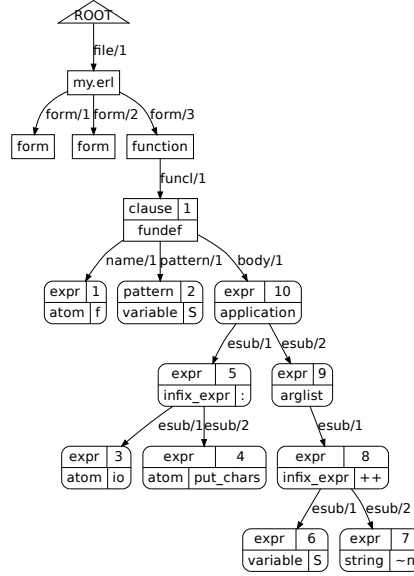 ROOT
file/1
my.erl
form/1 form/2 form/3
form form function
funcl/1
clause 1
fundef
name/1 pattern/1 body/1
expr 1 pattern 2 expr 10
atom f variable S application
esub/1 esub/2
expr 5 expr 9
infix_expr : arglist
esub/1 esub/2 esub/1
expr 3 expr 4 expr 8
atom io atom put_chars infix_expr ++
esub/1 esub/2
expr 6 expr 7
variable S string